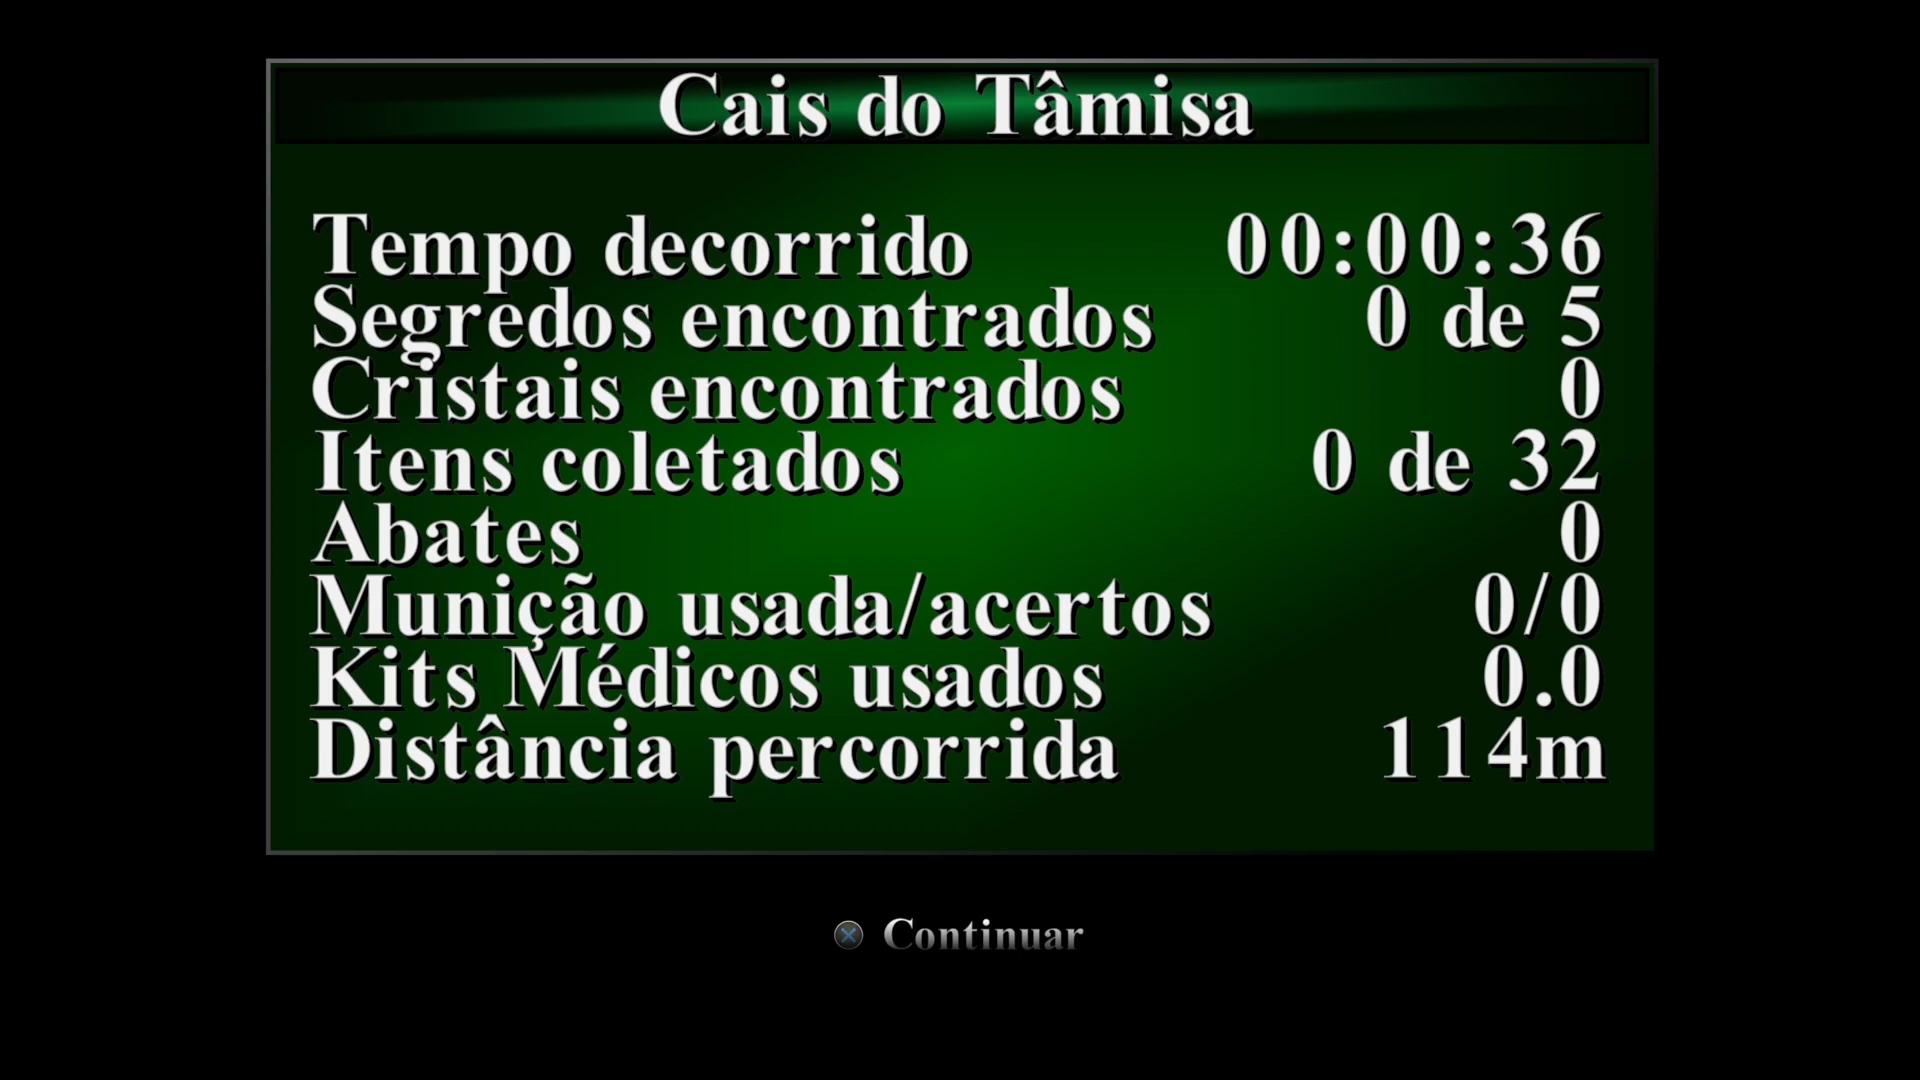 Cais do Tâmisa
Tempo decorrido 00:00:36
Segredos encontrados 0 de 5
Cristais encontrados 0
Itens coletados 0 de 32
Abates 0
Munição usada/acertos 0/0
Kits Médicos usados 0.0
Distância percorrida 114m
Continuar